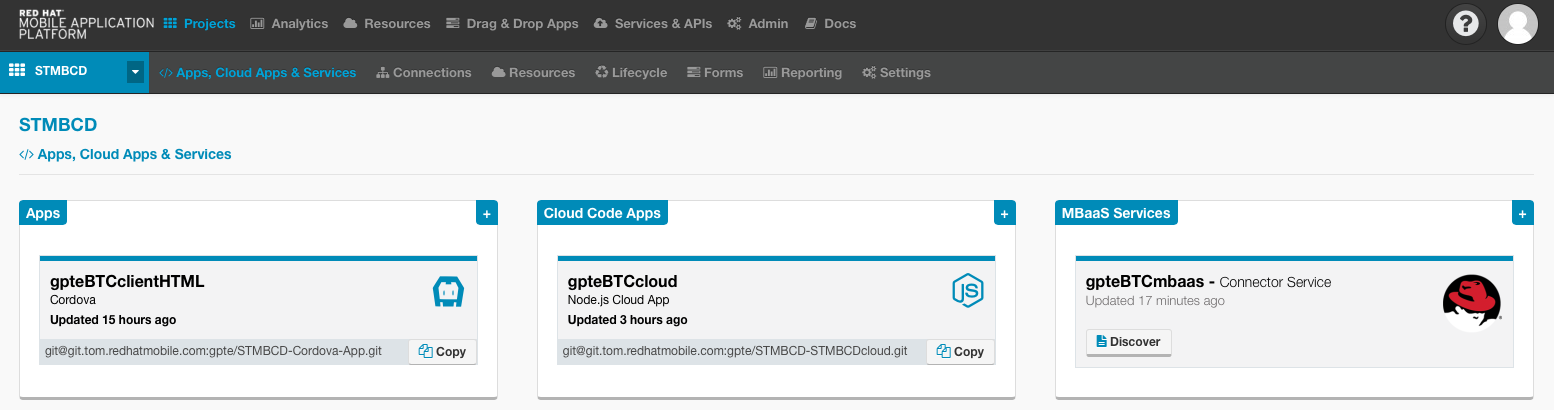 RED HAT®
MOBILE APPLICATION
PLATFORM
Projects Analytics Resources Drag & Drop Apps Services & APIs Admin Docs ?
STMBCD </> Apps, Cloud Apps & Services Connections Resources Lifecycle Forms Reporting Settings
STMBCD
</> Apps, Cloud Apps & Services
Apps +
gpteBTCclientHTML
Cordova
Updated 15 hours ago
git@git.tom.redhatmobile.com:gpte/STMBCD-Cordova-App.git Copy
Cloud Code Apps +
gpteBTCcloud
Node.js Cloud App
Updated 3 hours ago
JS
git@git.tom.redhatmobile.com:gpte/STMBCD-STMBCDcloud.git Copy
MBaaS Services +
gpteBTCmbaas - Connector Service
Updated 17 minutes ago
Discover